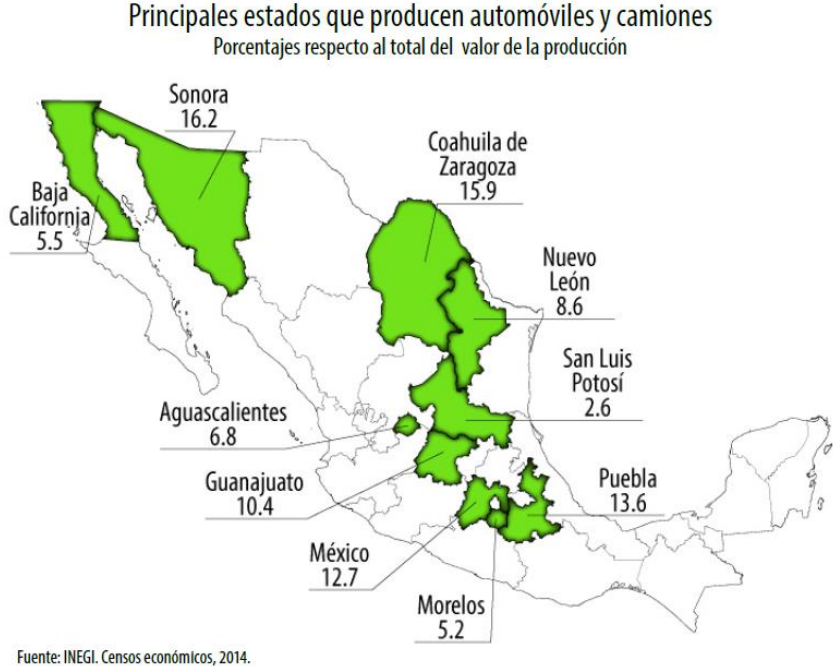 Principales estados que producen automóviles y camiones
Porcentajes respecto al total del valor de la producción
Sonora
16.2
Coahuila de
Zaragoza
15.9
Baja
California
5.5
Nuevo
León
8.6
San Luis
Potosí
2.6
Aguascalientes
6.8
Guanajuato
10.4
Puebla
13.6
México
12.7
Morelos
5.2
Fuente: INEGI. Censos económicos, 2014.